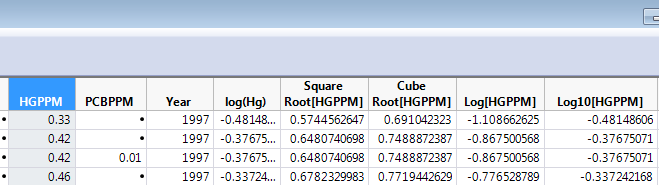 Square Cube
HGPPM PCBPPM Year log(Hg) Root[HGPPM] Root[HGPPM] Log[HGPPM] Log10[HGPPM]
• 0.33 • 1997 -0.48148... 0.5744562647 0.691042323 -1.108662625 -0.48148606
• 0.42 • 1997 -0.37675... 0.6480740698 0.7488872387 -0.867500568 -0.37675071
• 0.42 0.01 1997 -0.37675... 0.6480740698 0.7488872387 -0.867500568 -0.37675071
• 0.46 • 1997 -0.33724... 0.6782329983 0.7719442629 -0.776528789 -0.337242168